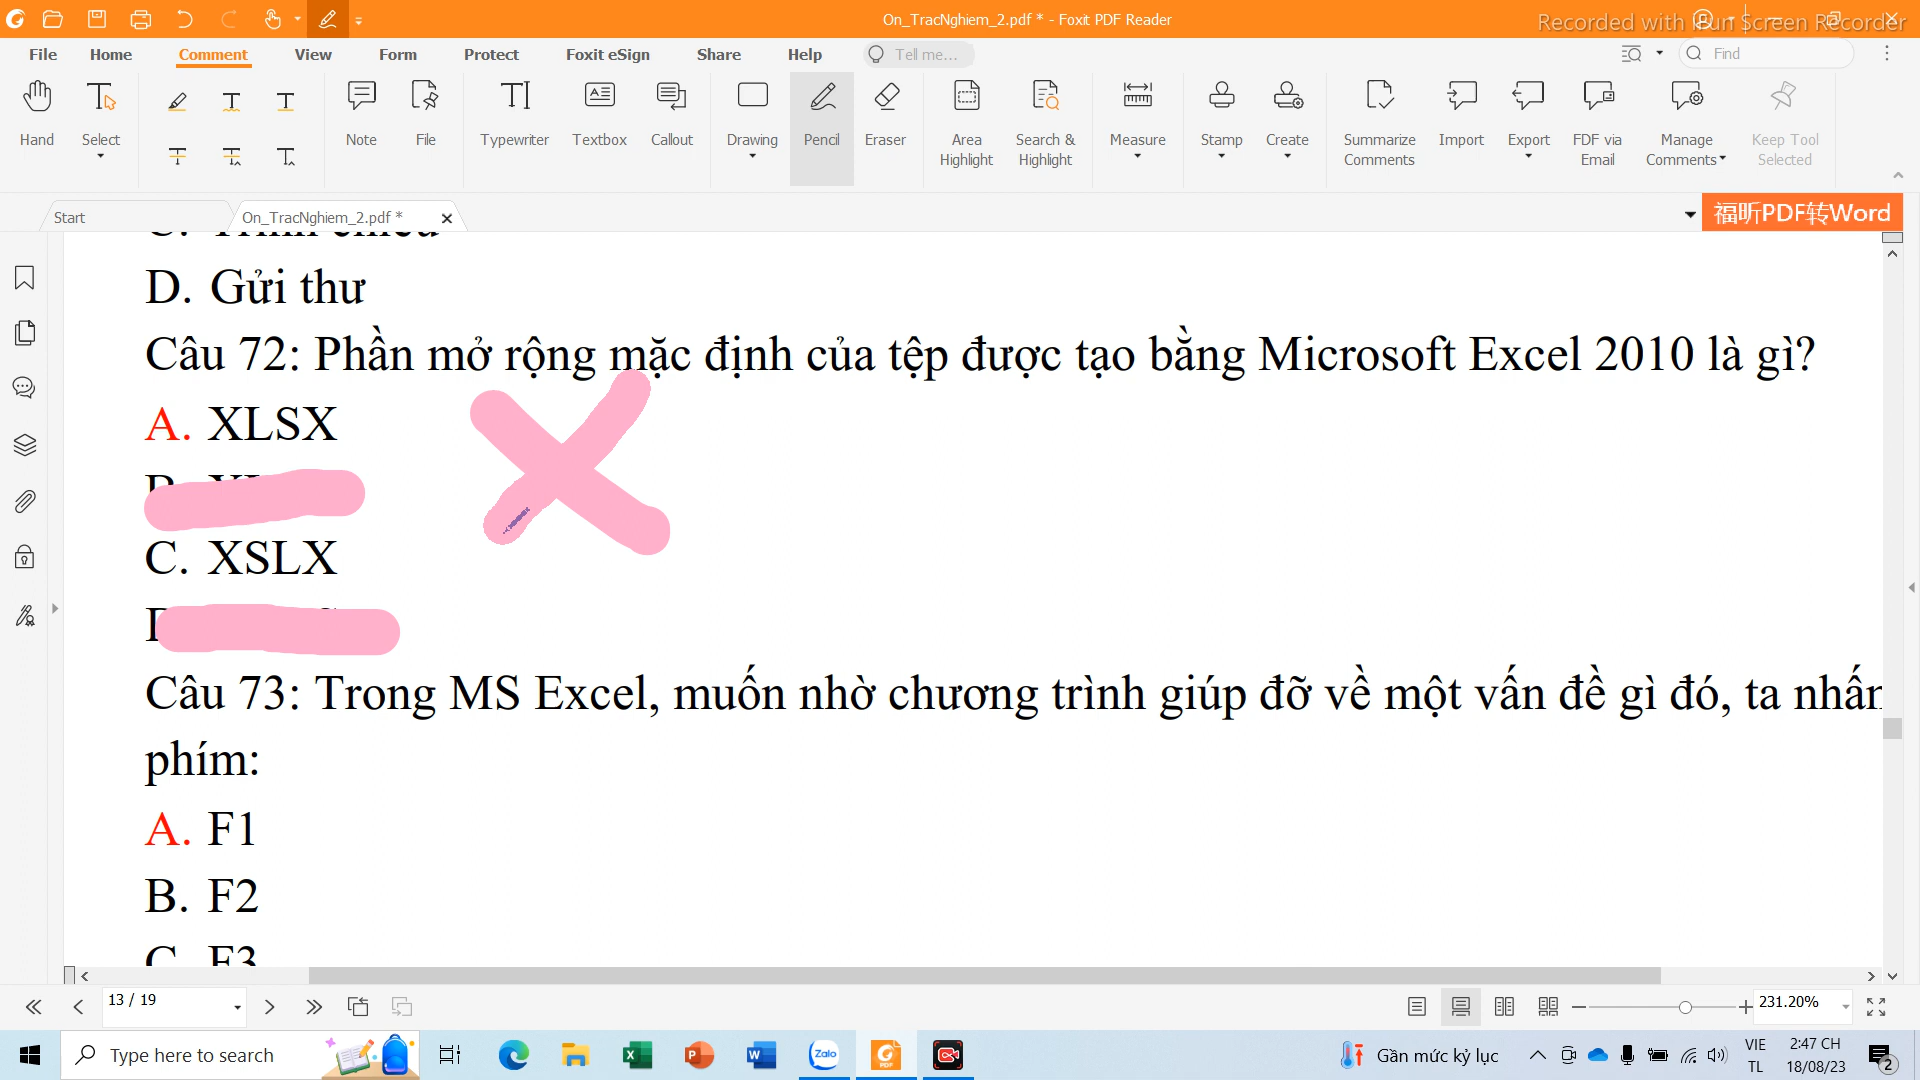 On_TracNghiem_2.pdf * - Foxit PDF Reader
Recorded with iFun Screen Recorder
File Home Comment View Form Protect Foxit eSign Share Help Tell me... Find
Hand Select Note File Typewriter Textbox Callout Drawing Pencil Eraser Area Highlight Search & Highlight Measure Stamp Create Summarize Comments Import Export FDF via Email Manage Comments Keep Tool Selected
Start On_TracNghiem_2.pdf * 福昕PDF转Word
D. Gửi thư
Câu 72: Phần mở rộng mặc định của tệp được tạo bằng Microsoft Excel 2010 là gì?
A. XLSX
C. XSLX
Câu 73: Trong MS Excel, muốn nhờ chương trình giúp đỡ về một vấn đề gì đó, ta nhấn
phím:
A. F1
B. F2
C. F3
13 / 19 231.20%
Type here to search Zalo Gần mức kỷ lục VIE 2:47 CH
TL 18/08/23 2